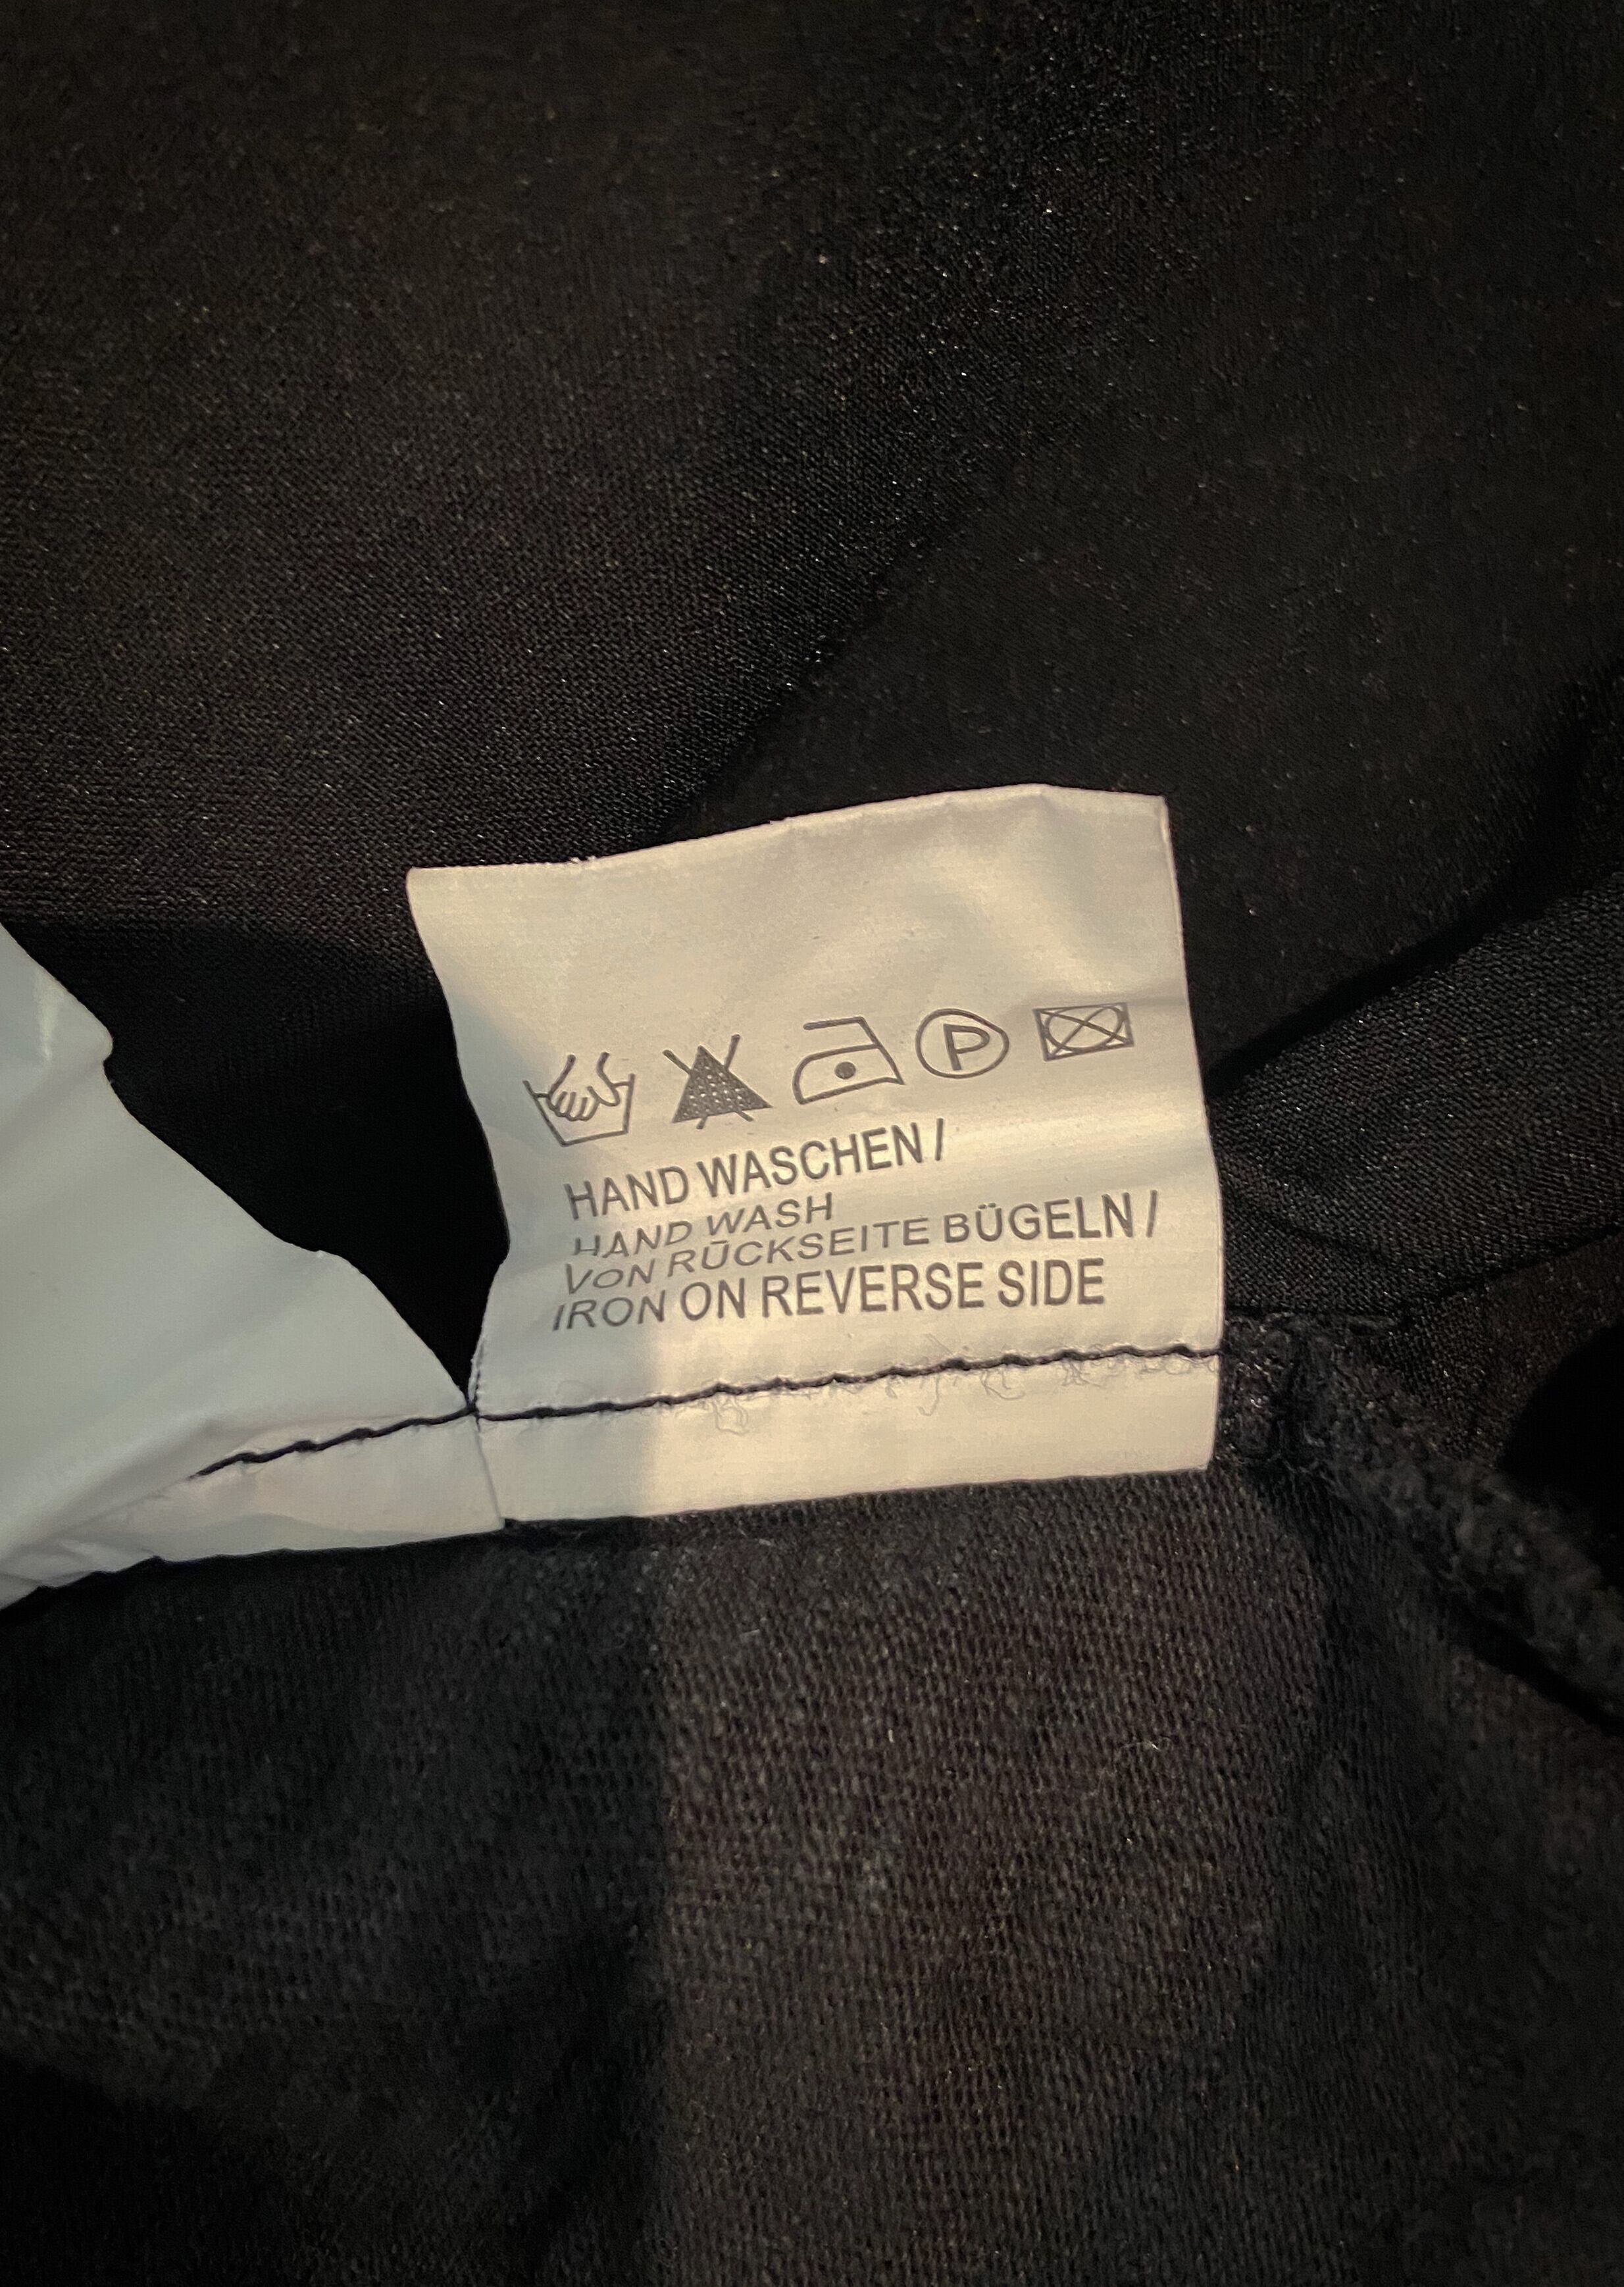 P
HAND WASCHEN /
HAND WASH
VON RÜCKSEITE BÜGELN /
IRON ON REVERSE SIDE